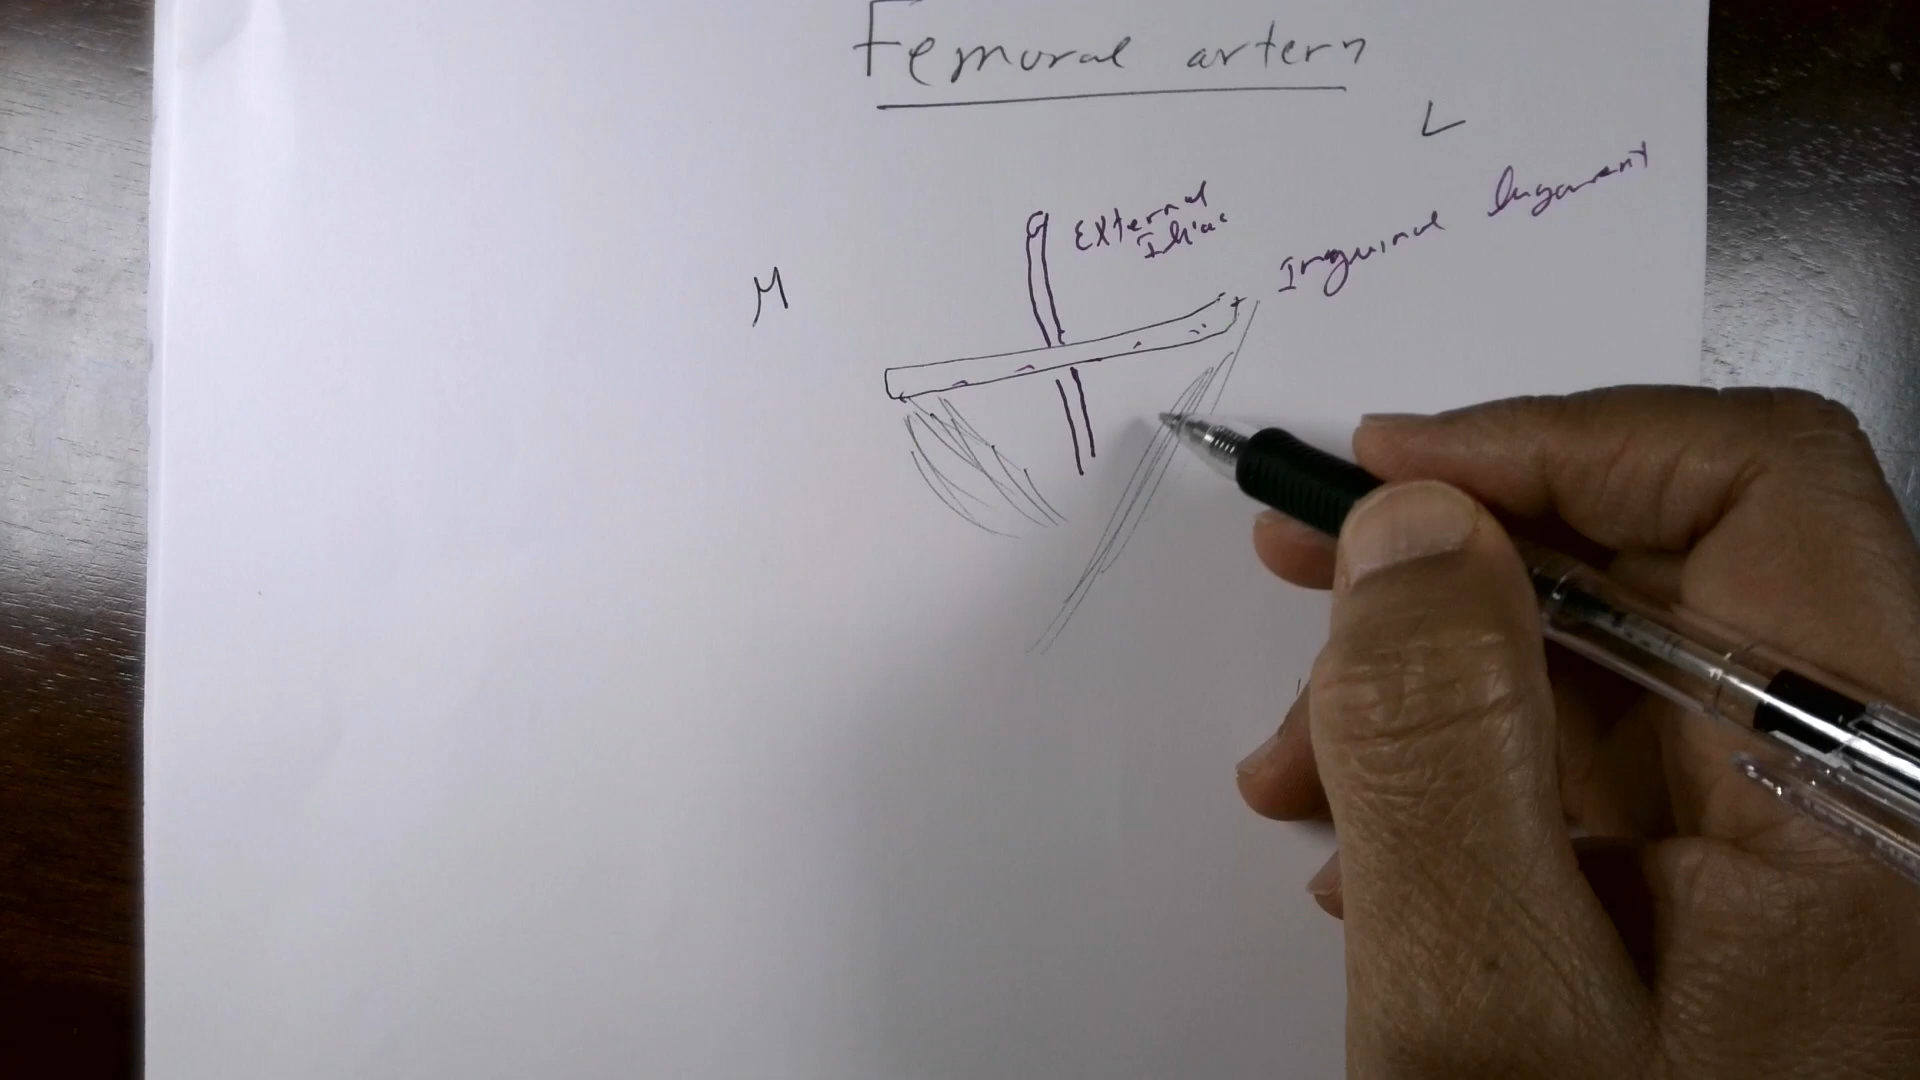 Femoral artery
L
External
Iliac
Inguinal ligament
M